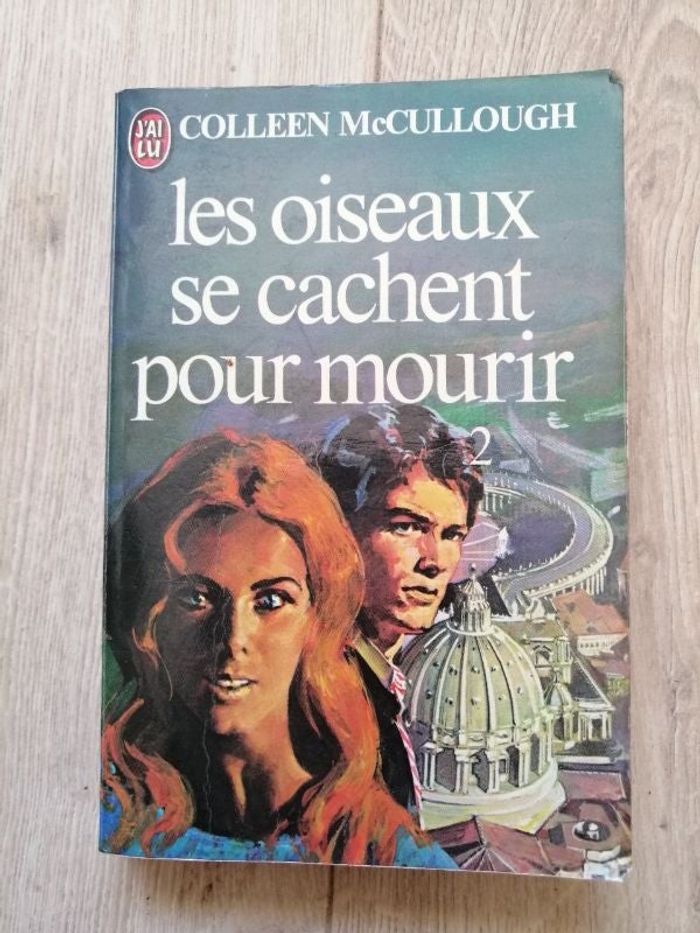 J'AI
LU
COLLEEN McCULLOUGH
les oiseaux
se cachent
pour mourir
2